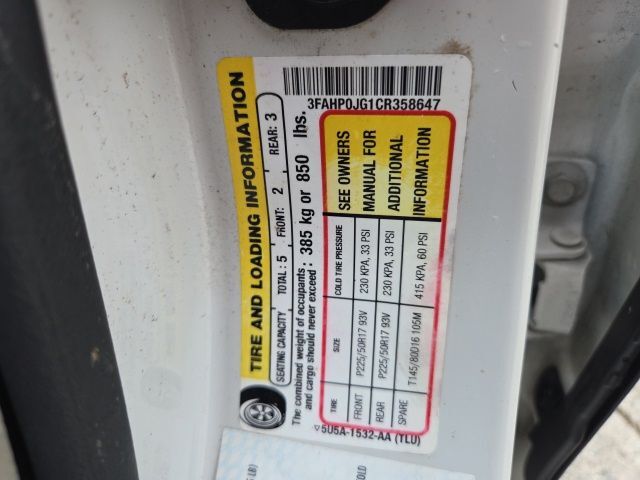 3FAHP0JG1CR358647
TIRE AND LOADING INFORMATION
SEATING CAPACITY TOTAL: 5 FRONT: 2 REAR: 3
The combined weight of occupants and cargo should never exceed: 385 kg or 850 lbs.
TIRE SIZE COLD TIRE PRESSURE SEE OWNERS
FRONT P225/50R17 93V 230 KPA, 33 PSI MANUAL FOR
REAR P225/50R17 93V 230 KPA, 33 PSI ADDITIONAL
SPARE T145/80D16 105M 415 KPA, 60 PSI INFORMATION
5U5A-1532-AA (TLU)